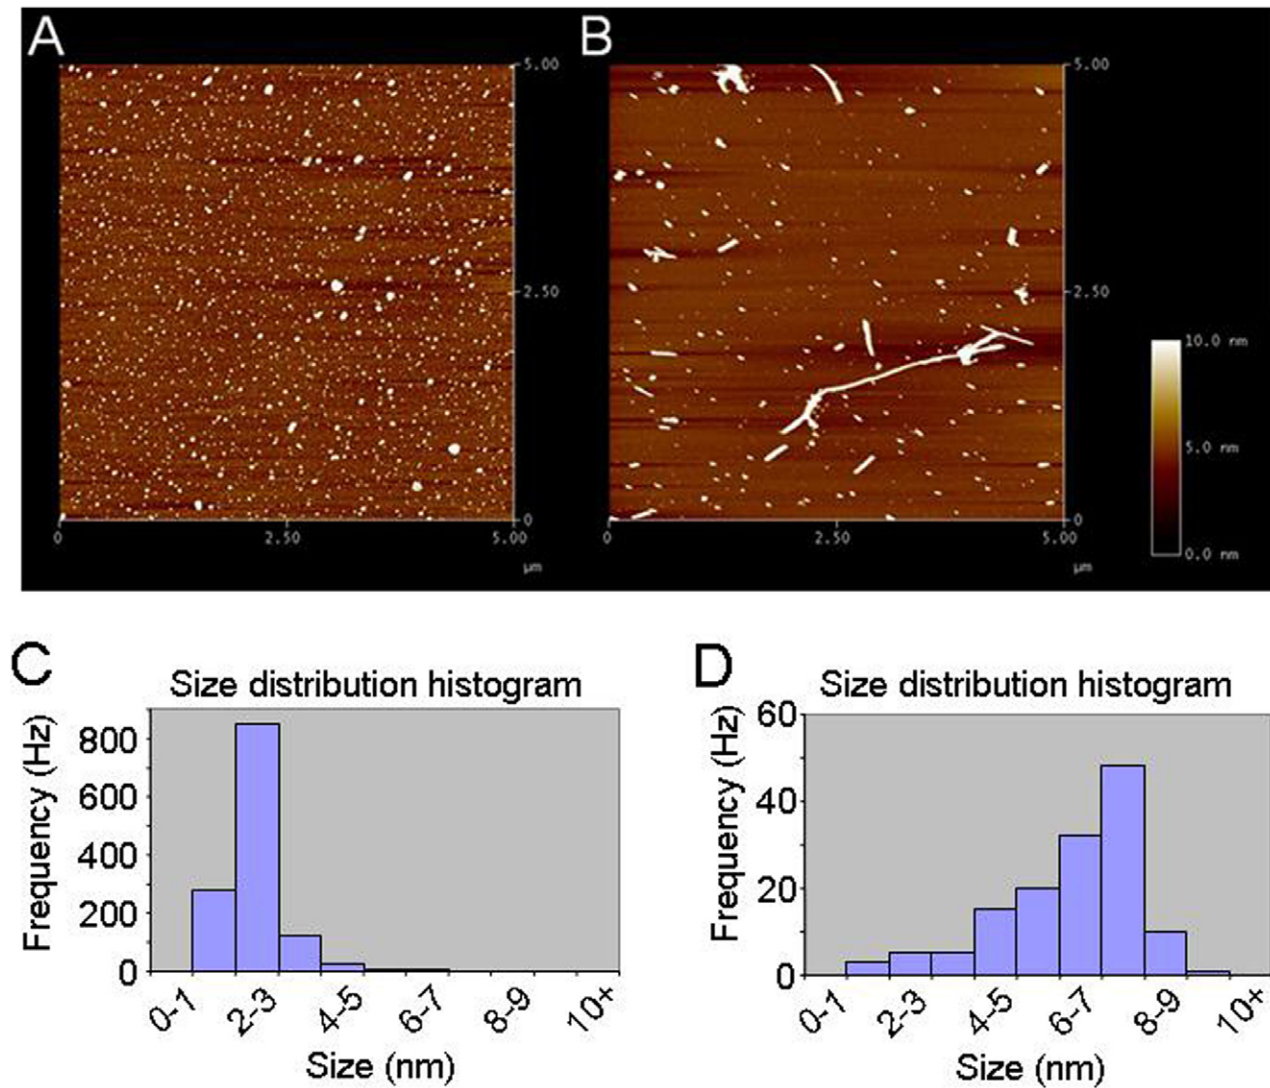 A
B
5.00
5.00
2.50
2.50
10.0 nm
5.0 nm
0.0 nm
0
0
0
2.50
5.00
0
2.50
5.00
µm
µm
C
D
Size distribution histogram
Size distribution histogram
Frequency (Hz)
800
600
400
200
0
Frequency (Hz)
60
40
20
0
0-1
2-3
4-5
6-7
8-9
10+
0-1
2-3
4-5
6-7
8-9
10+
Size (nm)
Size (nm)